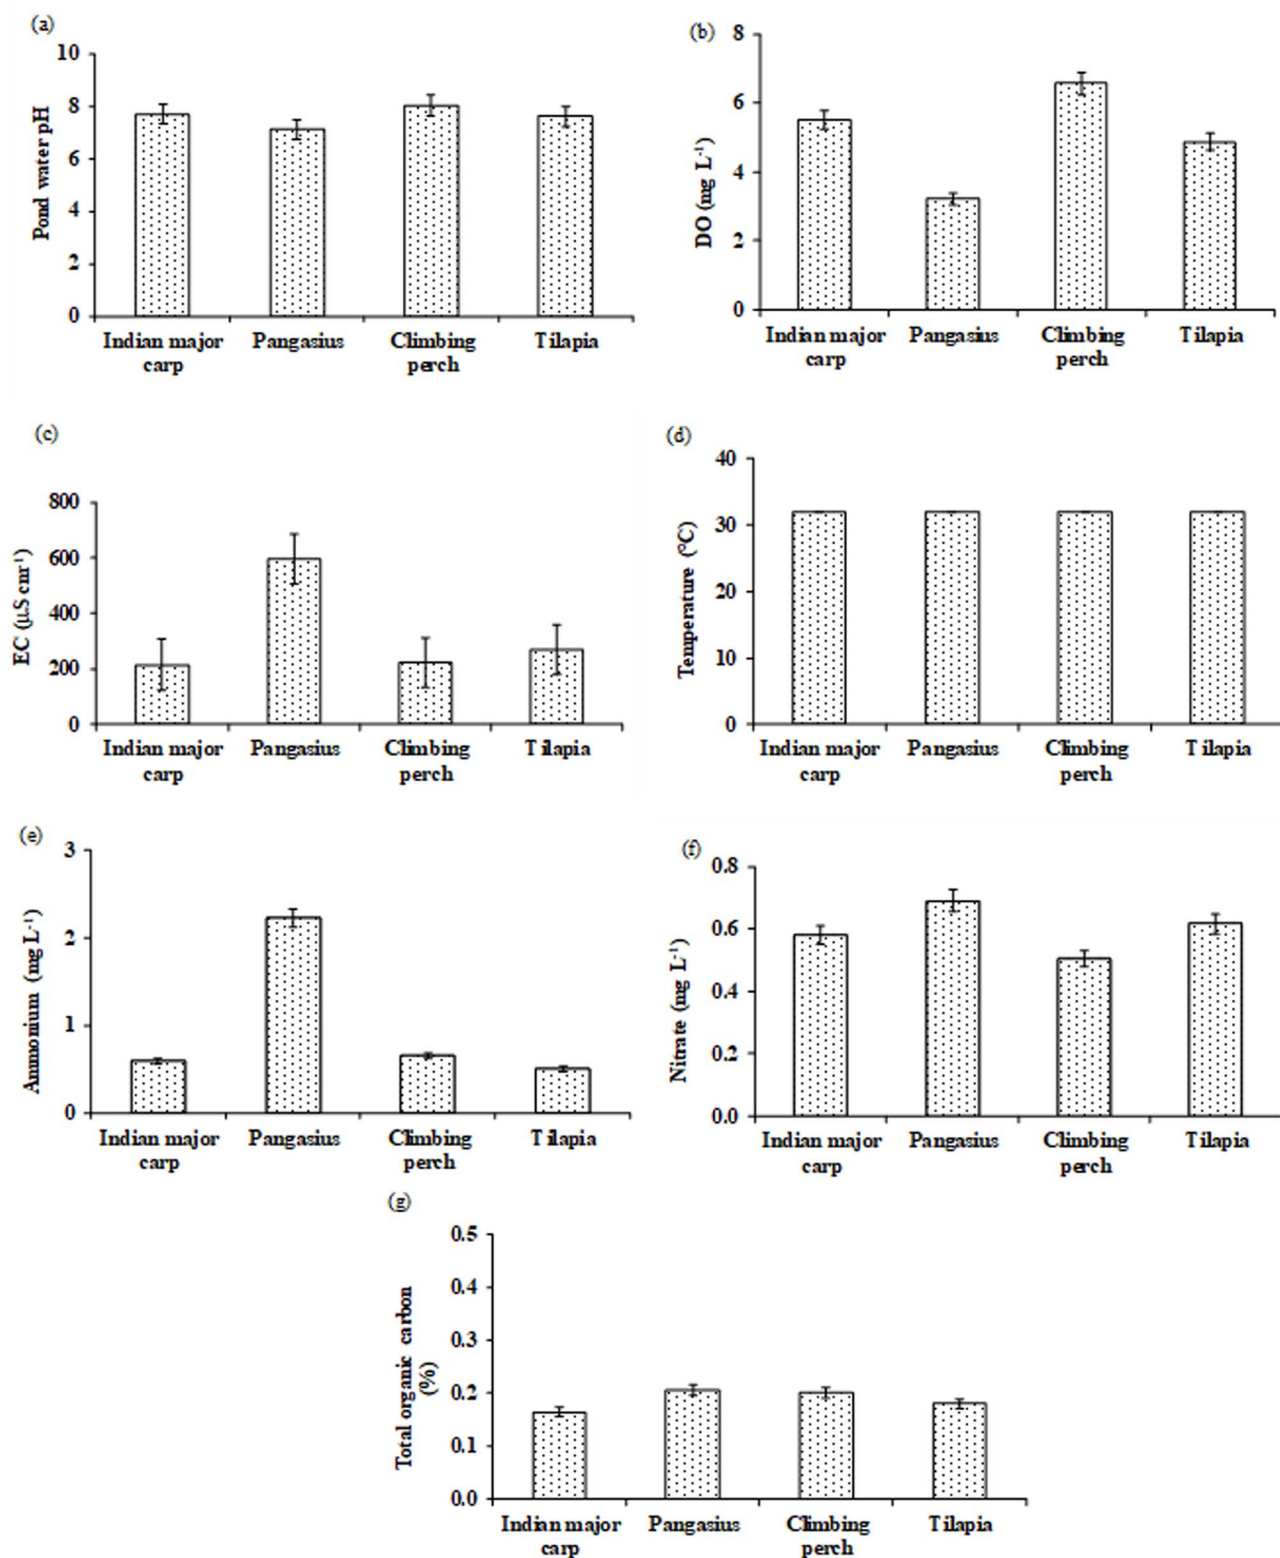 (a)
Pond water pH
10
8
6
4
2
0
Indian major carp
Pangasius
Climbing perch
Tilapia
(b)
DO (mg L-1)
8
6
4
2
0
Indian major carp
Pangasius
Climbing perch
Tilapia
(c)
EC (µS cm-1)
800
600
400
200
0
Indian major carp
Pangasius
Climbing perch
Tilapia
(d)
Temperature (°C)
40
30
20
10
0
Indian major carp
Pangasius
Climbing perch
Tilapia
(e)
Ammonium (mg L-1)
3
2
1
0
Indian major carp
Pangasius
Climbing perch
Tilapia
(f)
Nitrate (mg L-1)
0.8
0.6
0.4
0.2
0.0
Indian major carp
Pangasius
Climbing perch
Tilapia
(g)
Total organic carbon
(%)
0.5
0.4
0.3
0.2
0.1
0.0
Indian major carp
Pangasius
Climbing perch
Tilapia